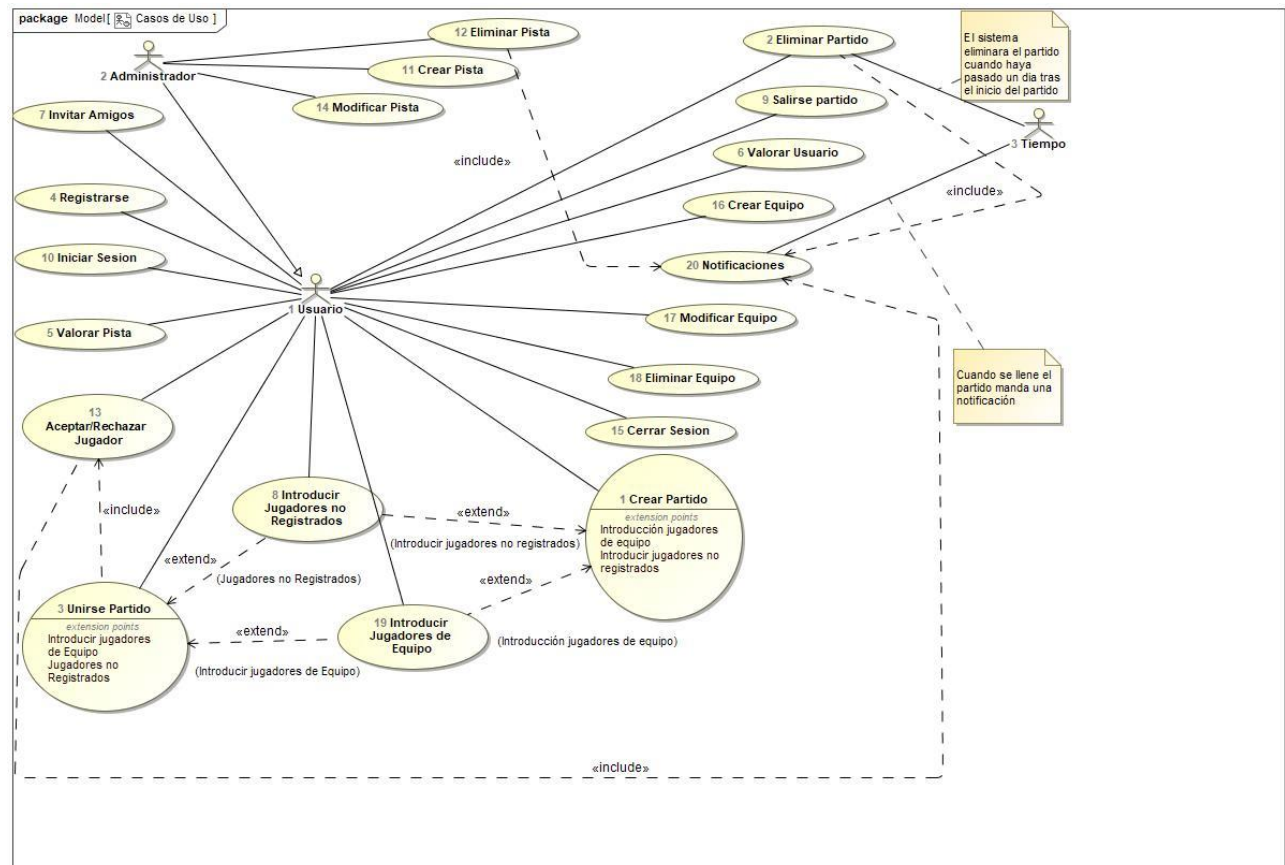 package Model[ Casos de Uso ]
12 Eliminar Pista
2 Eliminar Partido
El sistema
eliminara el partido
cuando haya
pasado un dia tras
el inicio del partido
2 Administrador
11 Crear Pista
14 Modificar Pista
9 Salirse partido
7 Invitar Amigos
3 Tiempo
«include»
6 Valorar Usuario
«include»
4 Registrarse
16 Crear Equipo
10 Iniciar Sesion
20 Notificaciones
1 Usuario
5 Valorar Pista
17 Modificar Equipo
18 Eliminar Equipo
Cuando se llene el
partido manda una
notificación
13
Aceptar/Rechazar
Jugador
15 Cerrar Sesion
8 Introducir
Jugadores no
Registrados
1 Crear Partido
extension points
Introducción jugadores
de equipo
Introducir jugadores no
registrados
«include»
«extend»
(Introducir jugadores no registrados)
«extend»
(Jugadores no Registrados)
«extend»
3 Unirse Partido
extension points
Introducir jugadores
de Equipo
Jugadores no
Registrados
«extend»
(Introducir jugadores de Equipo)
19 Introducir
Jugadores de
Equipo
(Introducción jugadores de equipo)
«include»